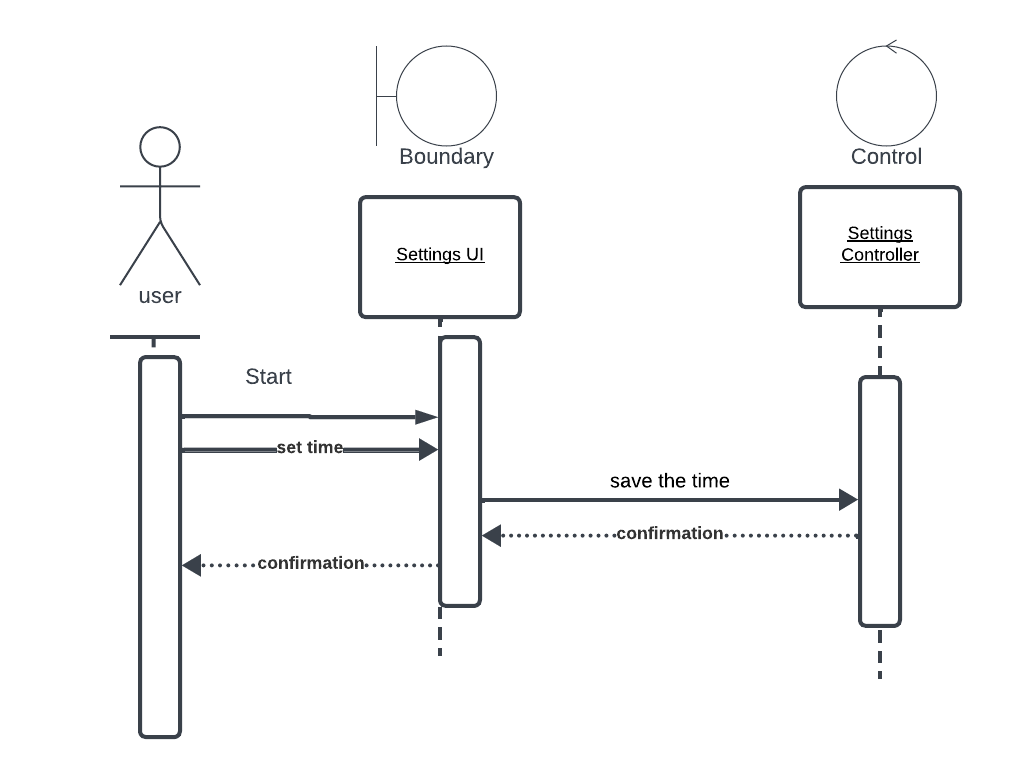 Boundary
Control
Settings UI
Settings
Controller
user
Start
set time
save the time
confirmation
confirmation